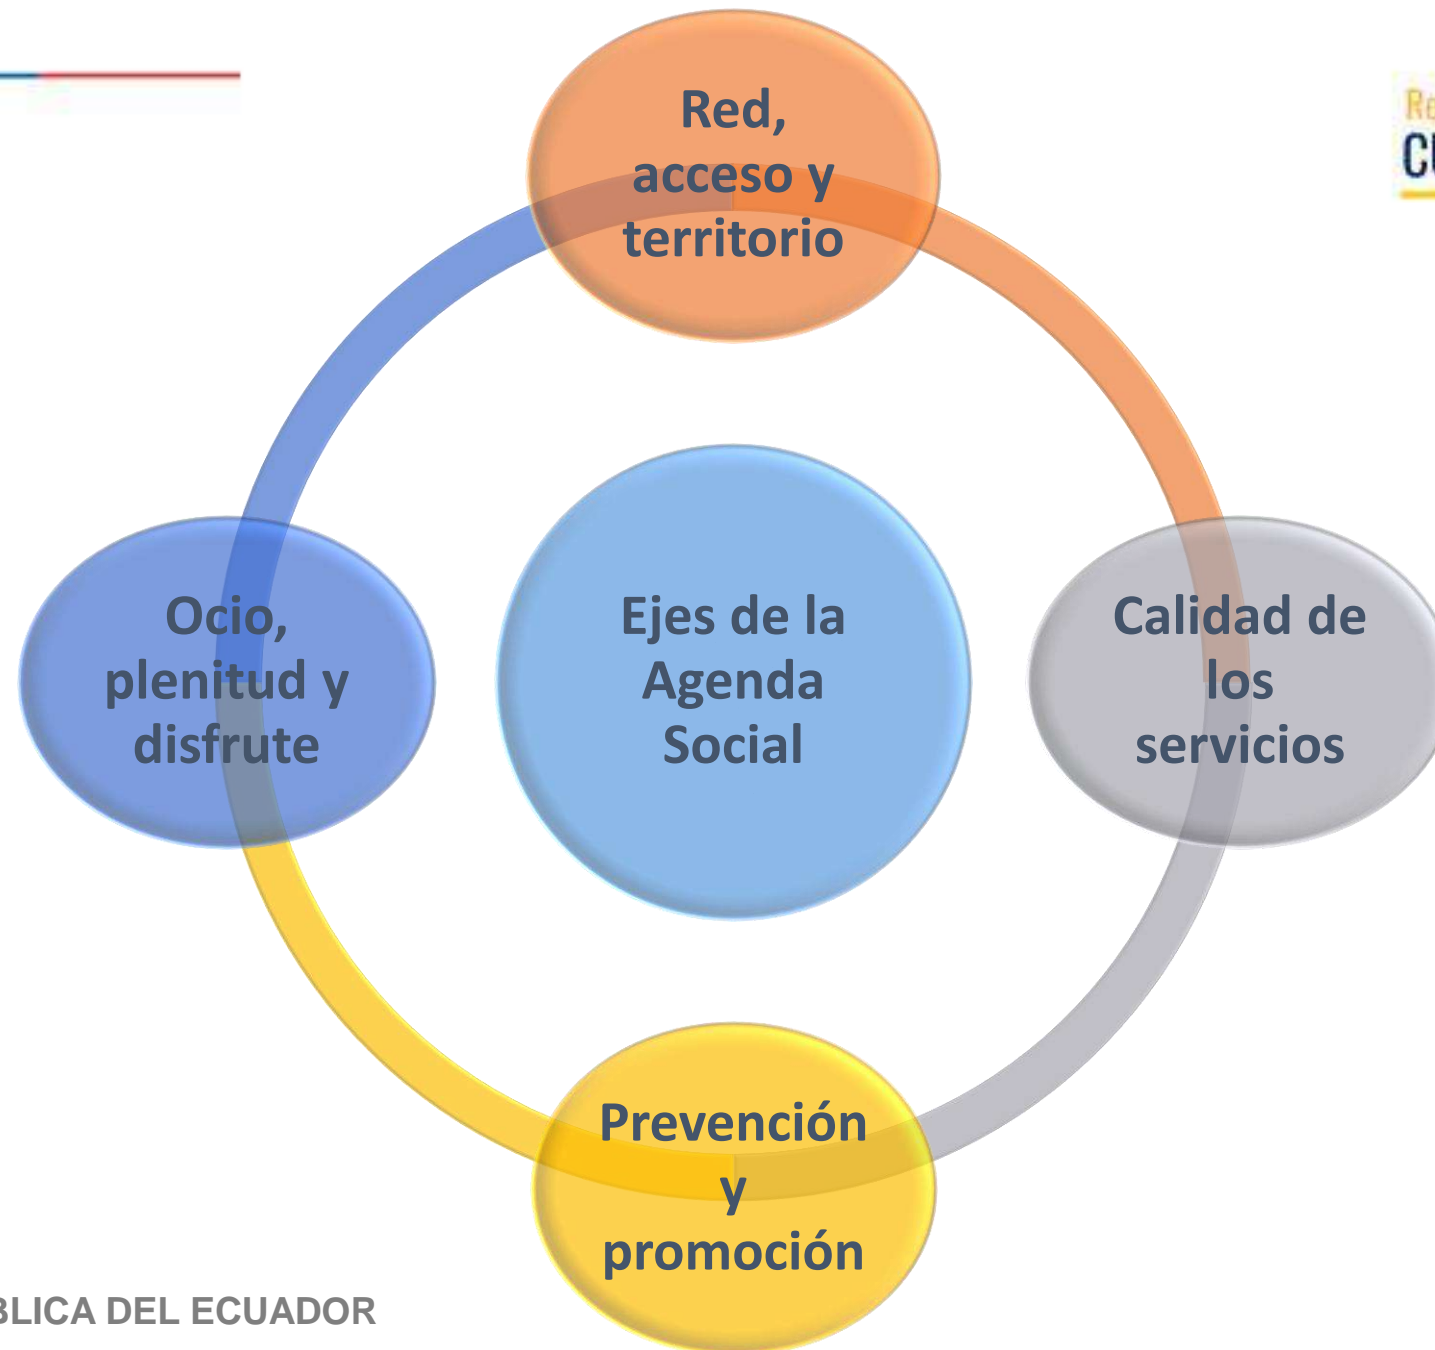 Red,
acceso y
territorio
Ocio,
plenitud y
disfrute
Ejes de la
Agenda
Social
Calidad de
los
servicios
Prevención
y
promoción
DEL ECUADOR